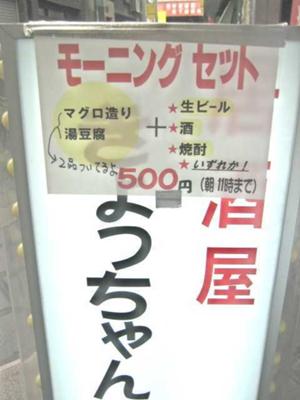 モーニング セット
マグロ造り
湯豆腐
2品ついてるよ
＋
★生ビール
★酒
★焼酎
★いずれか!
500円(朝11時まで)
酒屋
よっちゃん